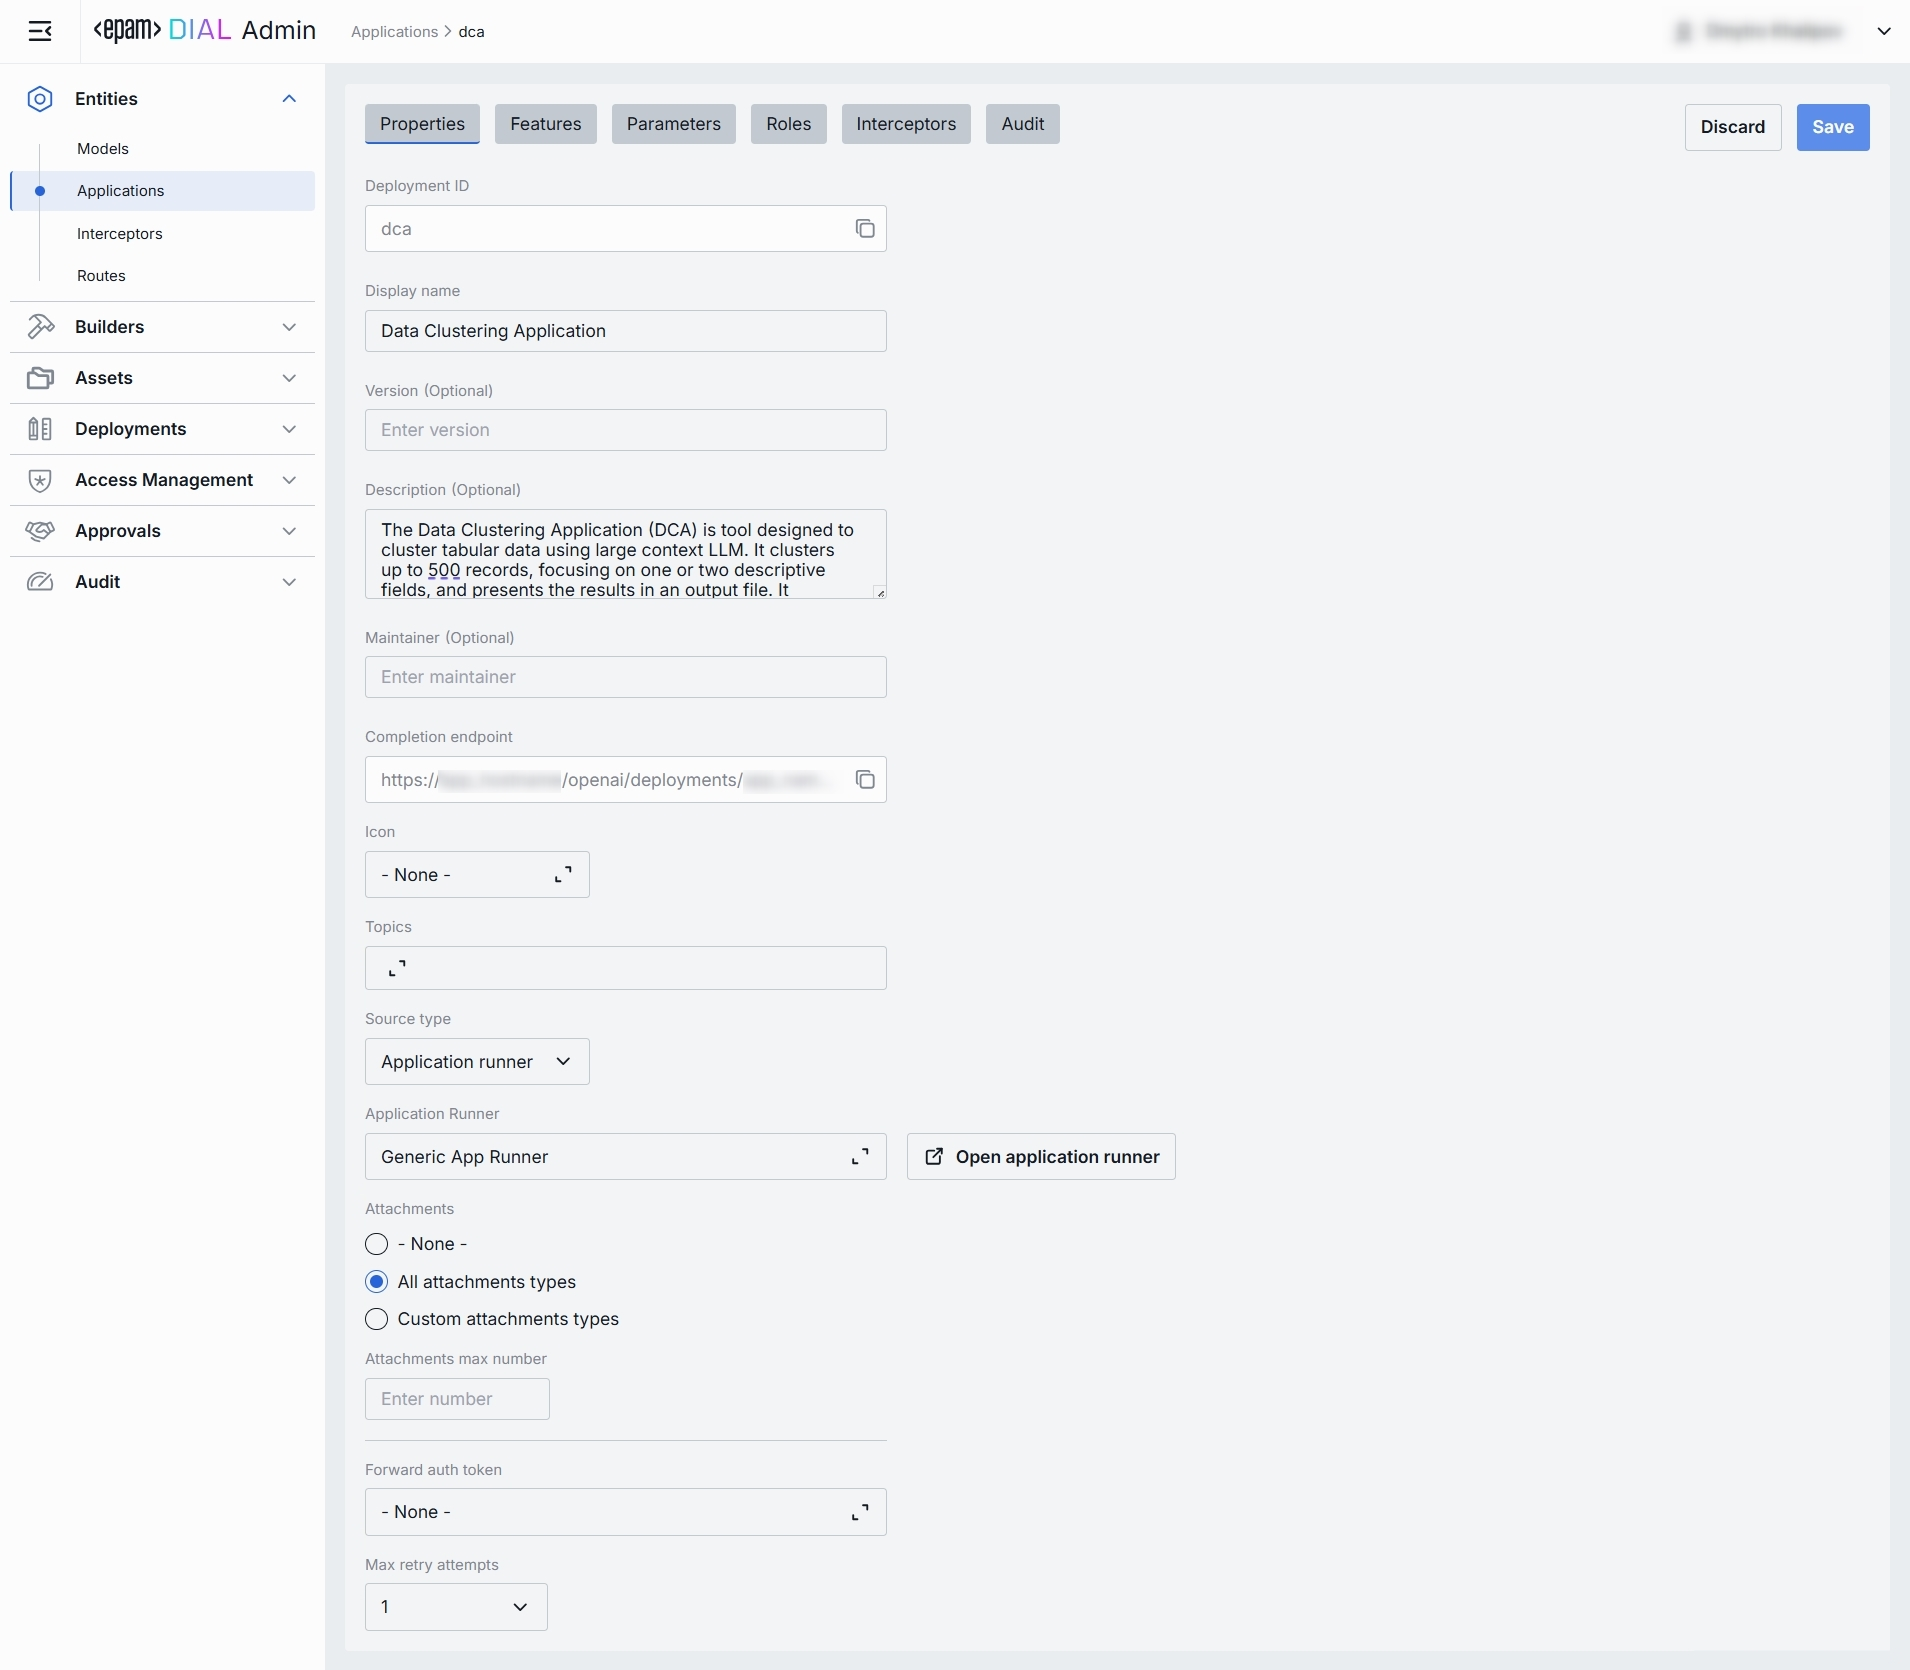 <epam> DIAL Admin
Applications > dca
Entities
Models
Applications
Interceptors
Routes
Builders
Assets
Deployments
Access Management
Approvals
Audit
Properties
Features
Parameters
Roles
Interceptors
Audit
Discard
Save
Deployment ID
dca
Display name
Data Clustering Application
Version (Optional)
Enter version
Description (Optional)
The Data Clustering Application (DCA) is tool designed to
cluster tabular data using large context LLM. It clusters
up to 500 records, focusing on one or two descriptive
fields, and presents the results in an output file. It
Maintainer (Optional)
Enter maintainer
Completion endpoint
https:// /openai/deployments/
Icon
- None -
Topics
Source type
Application runner
Application Runner
Generic App Runner
Open application runner
Attachments
- None -
All attachments types
Custom attachments types
Attachments max number
Enter number
Forward auth token
- None -
Max retry attempts
1